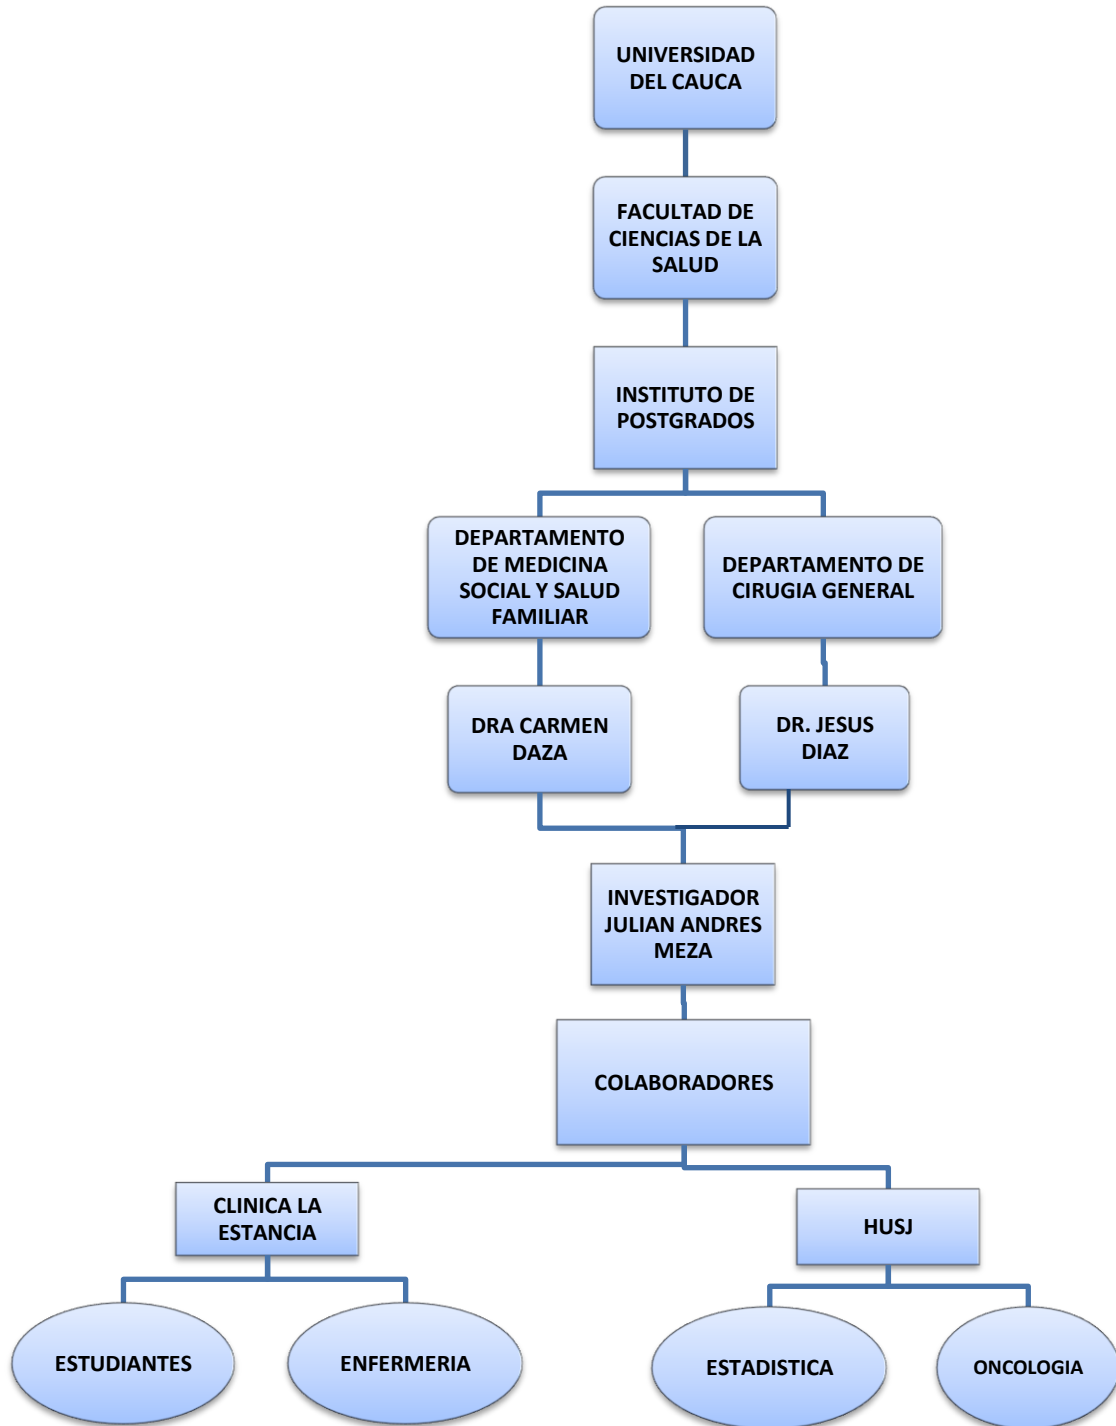 UNIVERSIDAD
DEL CAUCA
FACULTAD DE
CIENCIAS DE LA
SALUD
INSTITUTO DE
POSTGRADOS
DEPARTAMENTO
DE MEDICINA
SOCIAL Y SALUD
FAMILIAR
DEPARTAMENTO DE
CIRUGIA GENERAL
DRA CARMEN
DAZA
DR. JESUS
DIAZ
INVESTIGADOR
JULIAN ANDRES
MEZA
COLABORADORES
CLINICA LA
ESTANCIA
HUSJ
ESTUDIANTES
ENFERMERIA
ESTADISTICA
ONCOLOGIA